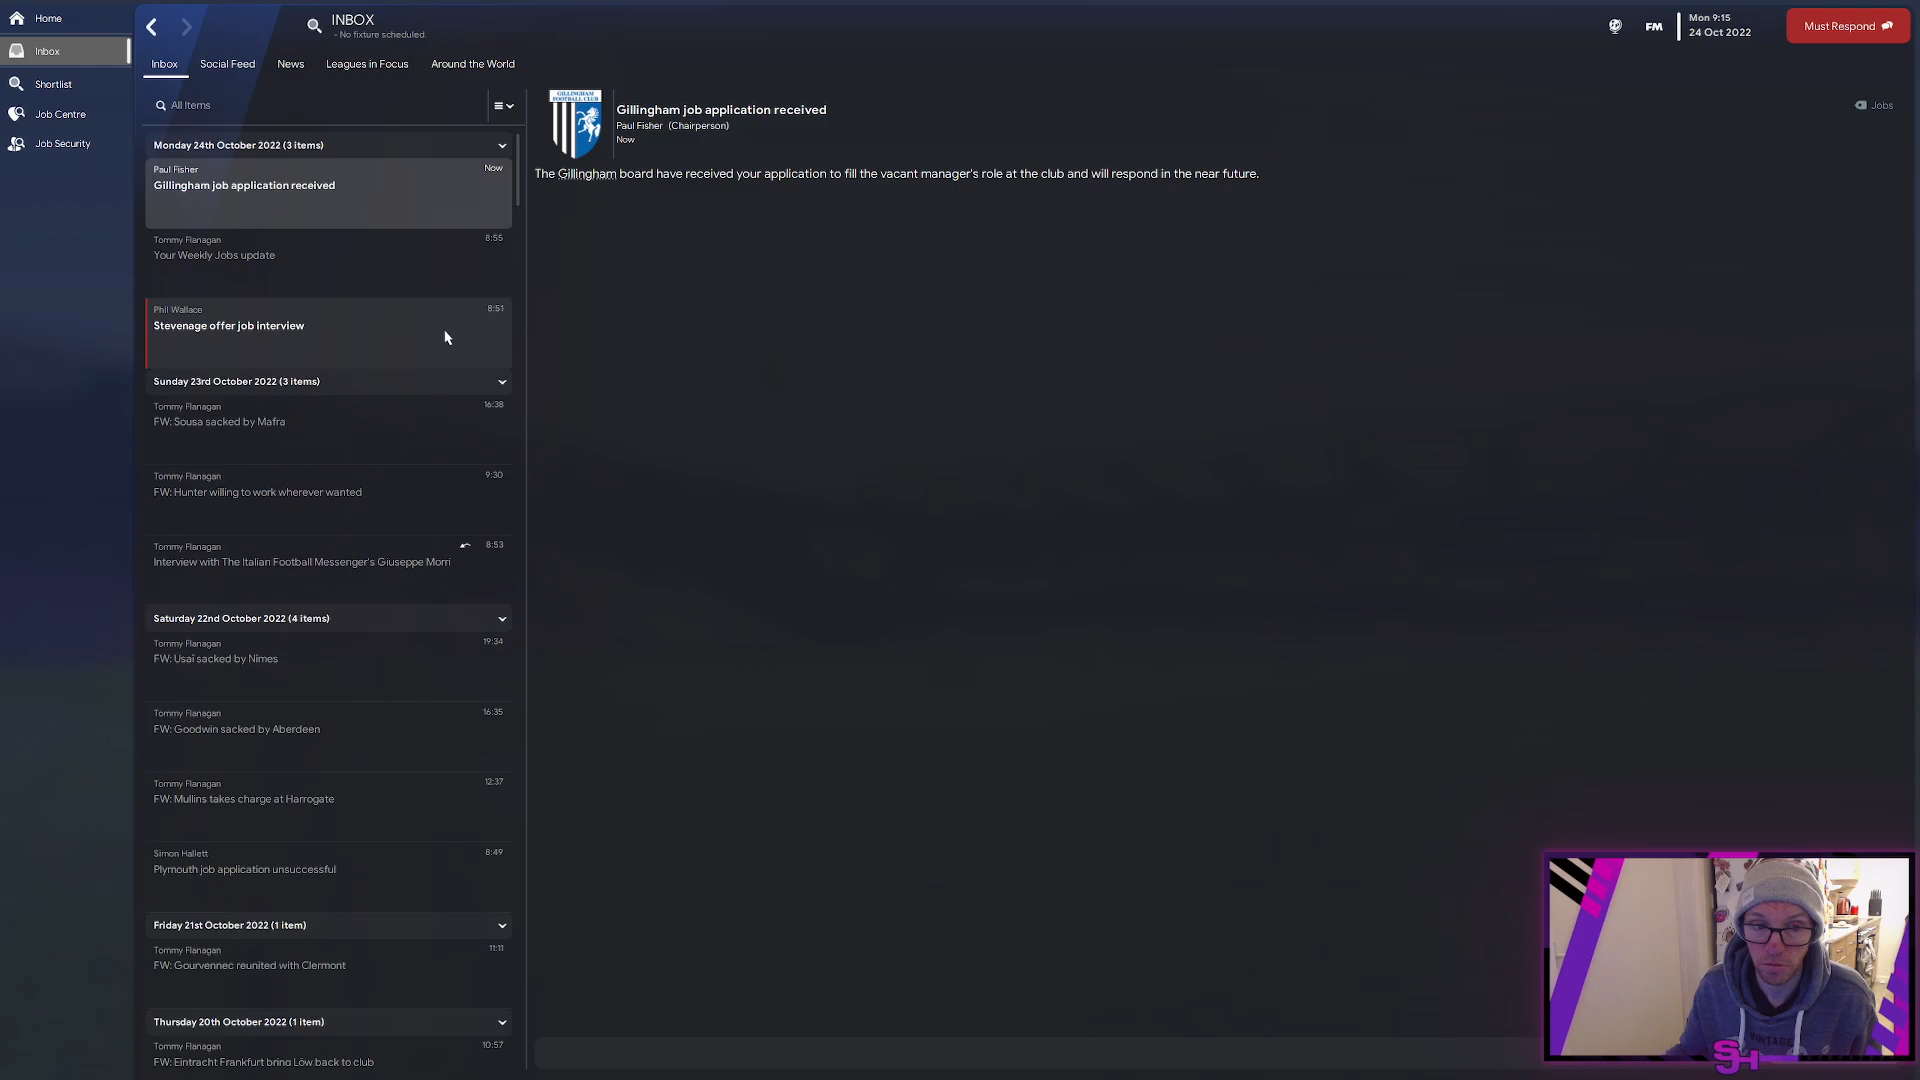 Home
Inbox
Shortlist
Job Centre
Job Security
INBOX
- No fixture scheduled.
FM
Mon 9:15
24 Oct 2022
Must Respond
Inbox
Social Feed
News
Leagues in Focus
Around the World
All Items
Monday 24th October 2022 (3 items)
Paul Fisher
Now
Gillingham job application received
Tommy Flanagan
8:55
Your Weekly Jobs update
Phil Wallace
8:51
Stevenage offer job interview
Sunday 23rd October 2022 (3 items)
Tommy Flanagan
16:38
FW: Sousa sacked by Mafra
Tommy Flanagan
9:30
FW: Hunter willing to work wherever wanted
Tommy Flanagan
8:53
Interview with The Italian Football Messenger's Giuseppe Morri
Saturday 22nd October 2022 (4 items)
Tommy Flanagan
19:34
FW: Usaï sacked by Nîmes
Tommy Flanagan
16:35
FW: Goodwin sacked by Aberdeen
Tommy Flanagan
12:37
FW: Mullins takes charge at Harrogate
Simon Hallett
8:49
Plymouth job application unsuccessful
Friday 21st October 2022 (1 item)
Tommy Flanagan
11:11
FW: Gourvennec reunited with Clermont
Thursday 20th October 2022 (1 item)
Tommy Flanagan
10:57
FW: Eintracht Frankfurt bring Löw back to club
GILLINGHAM
FOOTBALL CLUB
Gillingham job application received
Paul Fisher (Chairperson)
Now
Jobs
The Gillingham board have received your application to fill the vacant manager's role at the club and will respond in the near future.
VINTAGE
SH